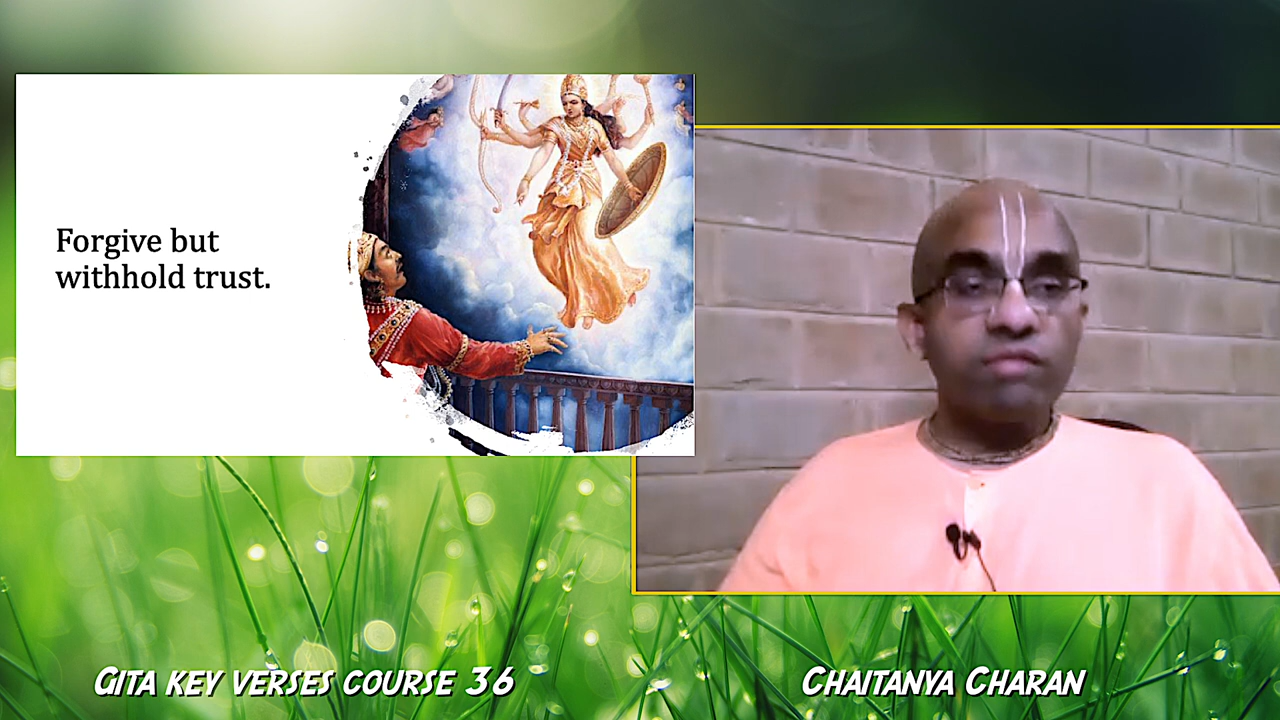 Forgive but
withhold trust.
GITA KEY VERSES COURSE 36
CHAITANYA CHARAN